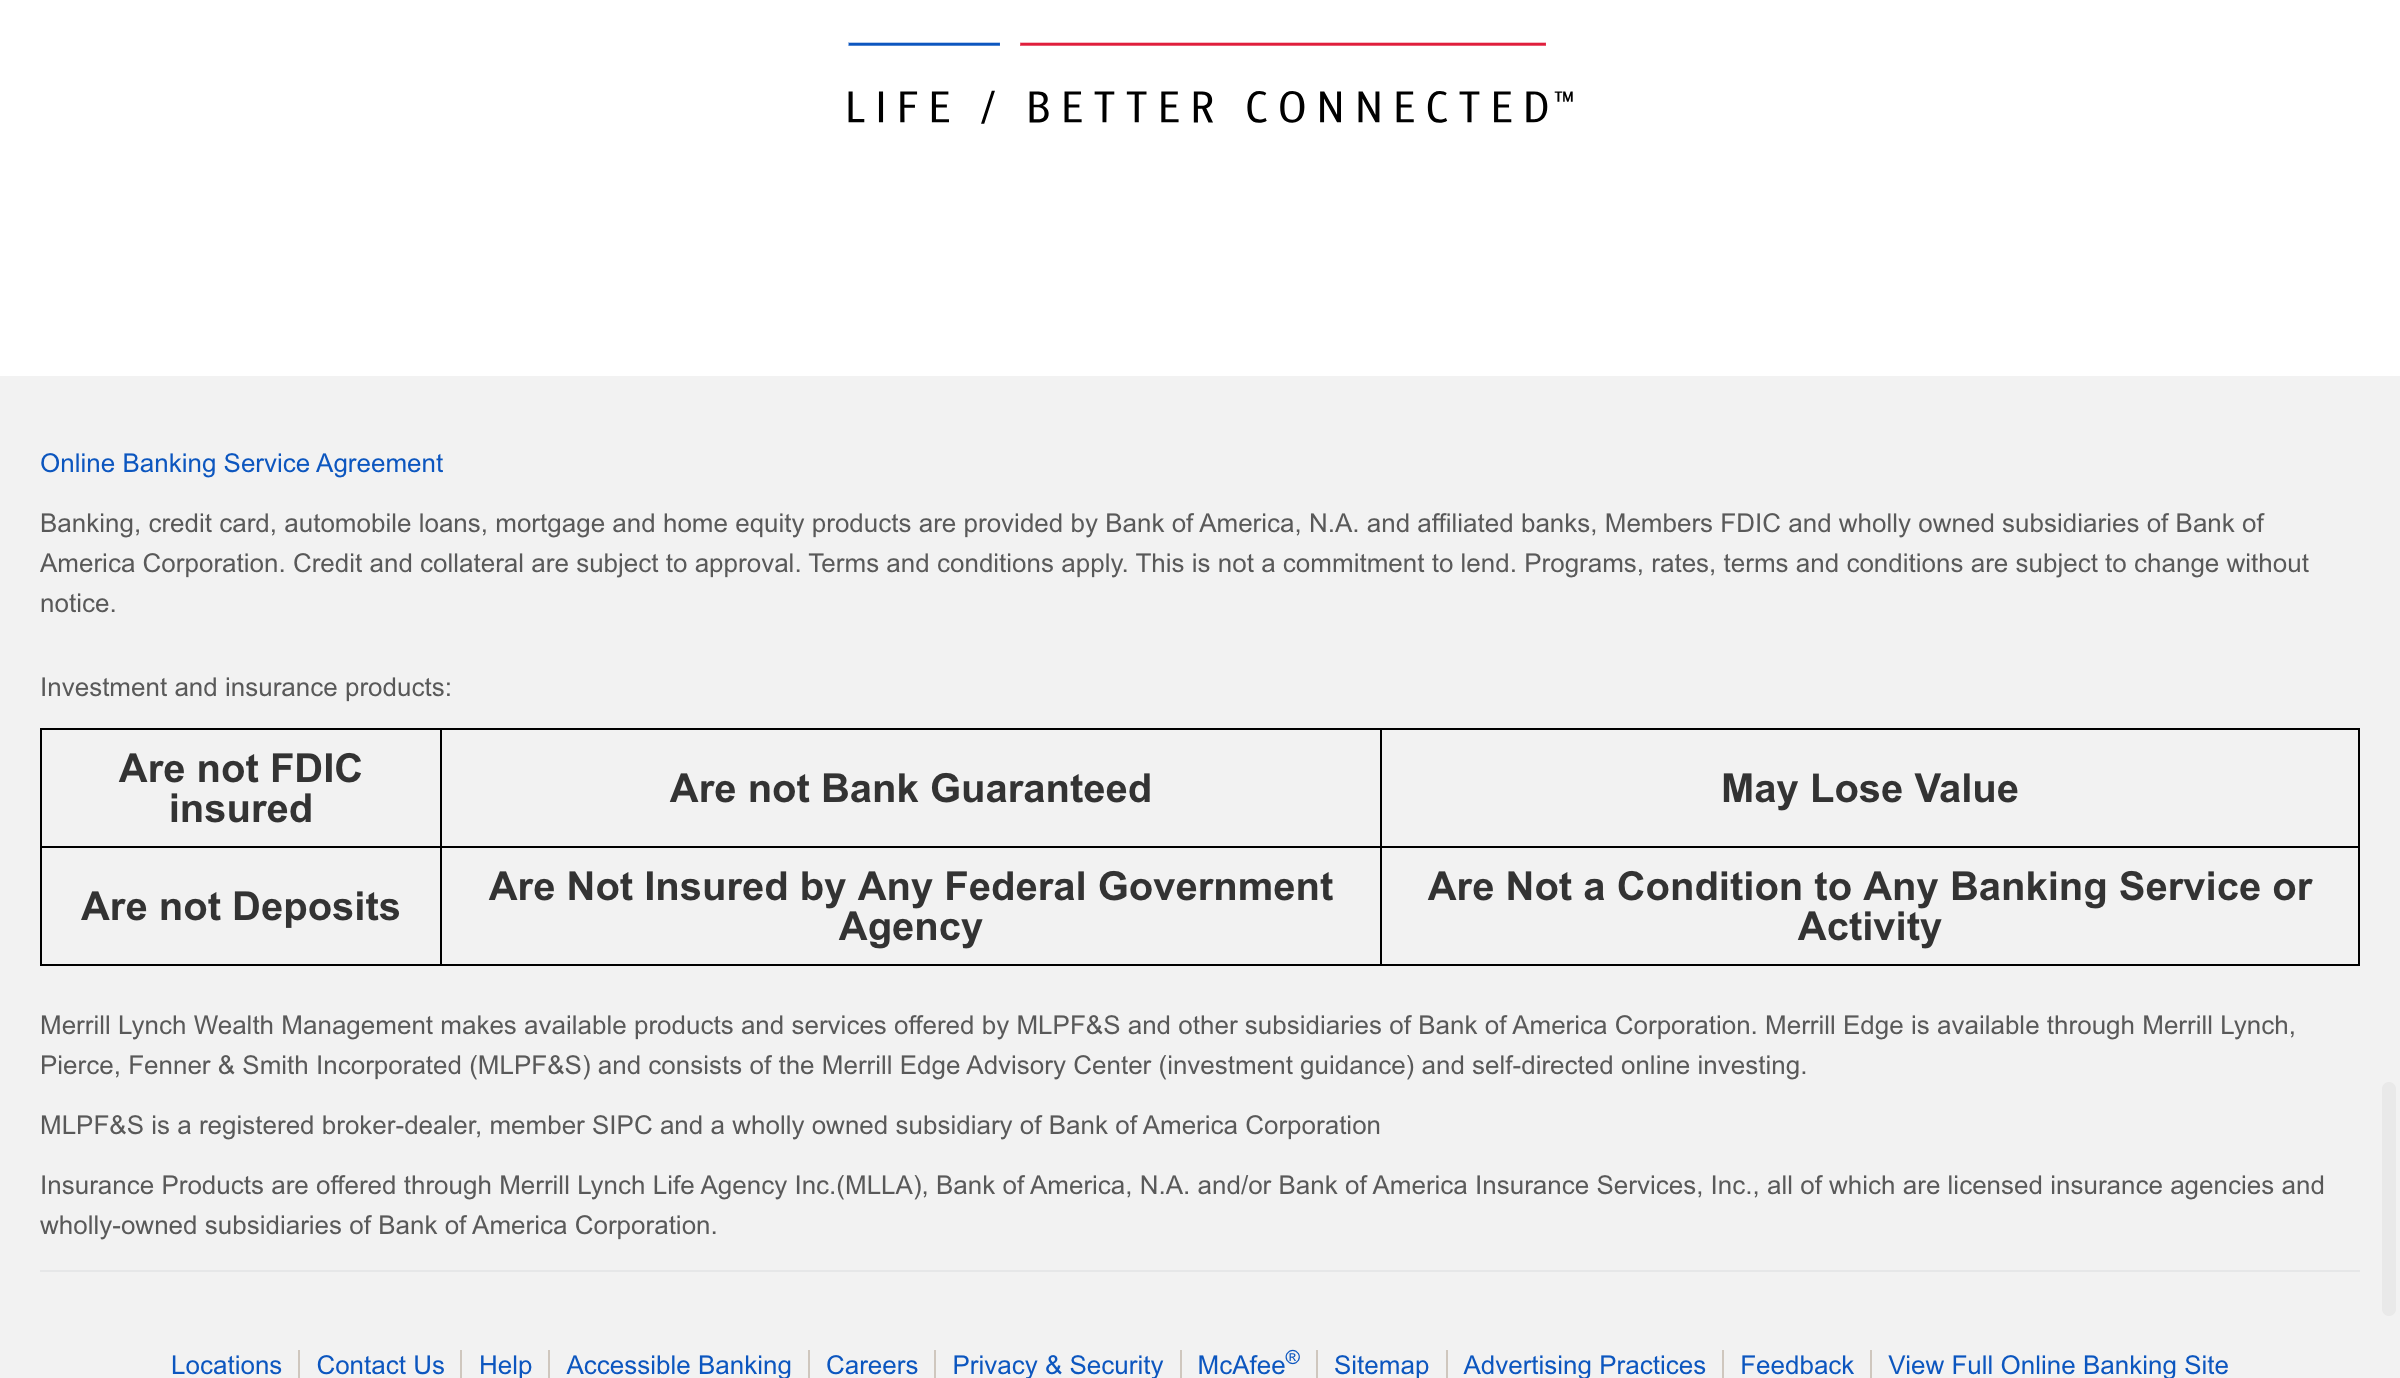 LIFE / BETTER CONNECTED™
Online Banking Service Agreement
Banking, credit card, automobile loans, mortgage and home equity products are provided by Bank of America, N.A. and affiliated banks, Members FDIC and wholly owned subsidiaries of Bank of
America Corporation. Credit and collateral are subject to approval. Terms and conditions apply. This is not a commitment to lend. Programs, rates, terms and conditions are subject to change without
notice.
Investment and insurance products:
Are not FDIC
insured
Are not Bank Guaranteed
May Lose Value
Are not Deposits
Are Not Insured by Any Federal Government
Agency
Are Not a Condition to Any Banking Service or
Activity
Merrill Lynch Wealth Management makes available products and services offered by MLPF&S and other subsidiaries of Bank of America Corporation. Merrill Edge is available through Merrill Lynch,
Pierce, Fenner & Smith Incorporated (MLPF&S) and consists of the Merrill Edge Advisory Center (investment guidance) and self-directed online investing.
MLPF&S is a registered broker-dealer, member SIPC and a wholly owned subsidiary of Bank of America Corporation
Insurance Products are offered through Merrill Lynch Life Agency Inc.(MLLA), Bank of America, N.A. and/or Bank of America Insurance Services, Inc., all of which are licensed insurance agencies and
wholly-owned subsidiaries of Bank of America Corporation.
Locations Contact Us Help Accessible Banking Careers Privacy & Security McAfee® Sitemap Advertising Practices Feedback View Full Online Banking Site